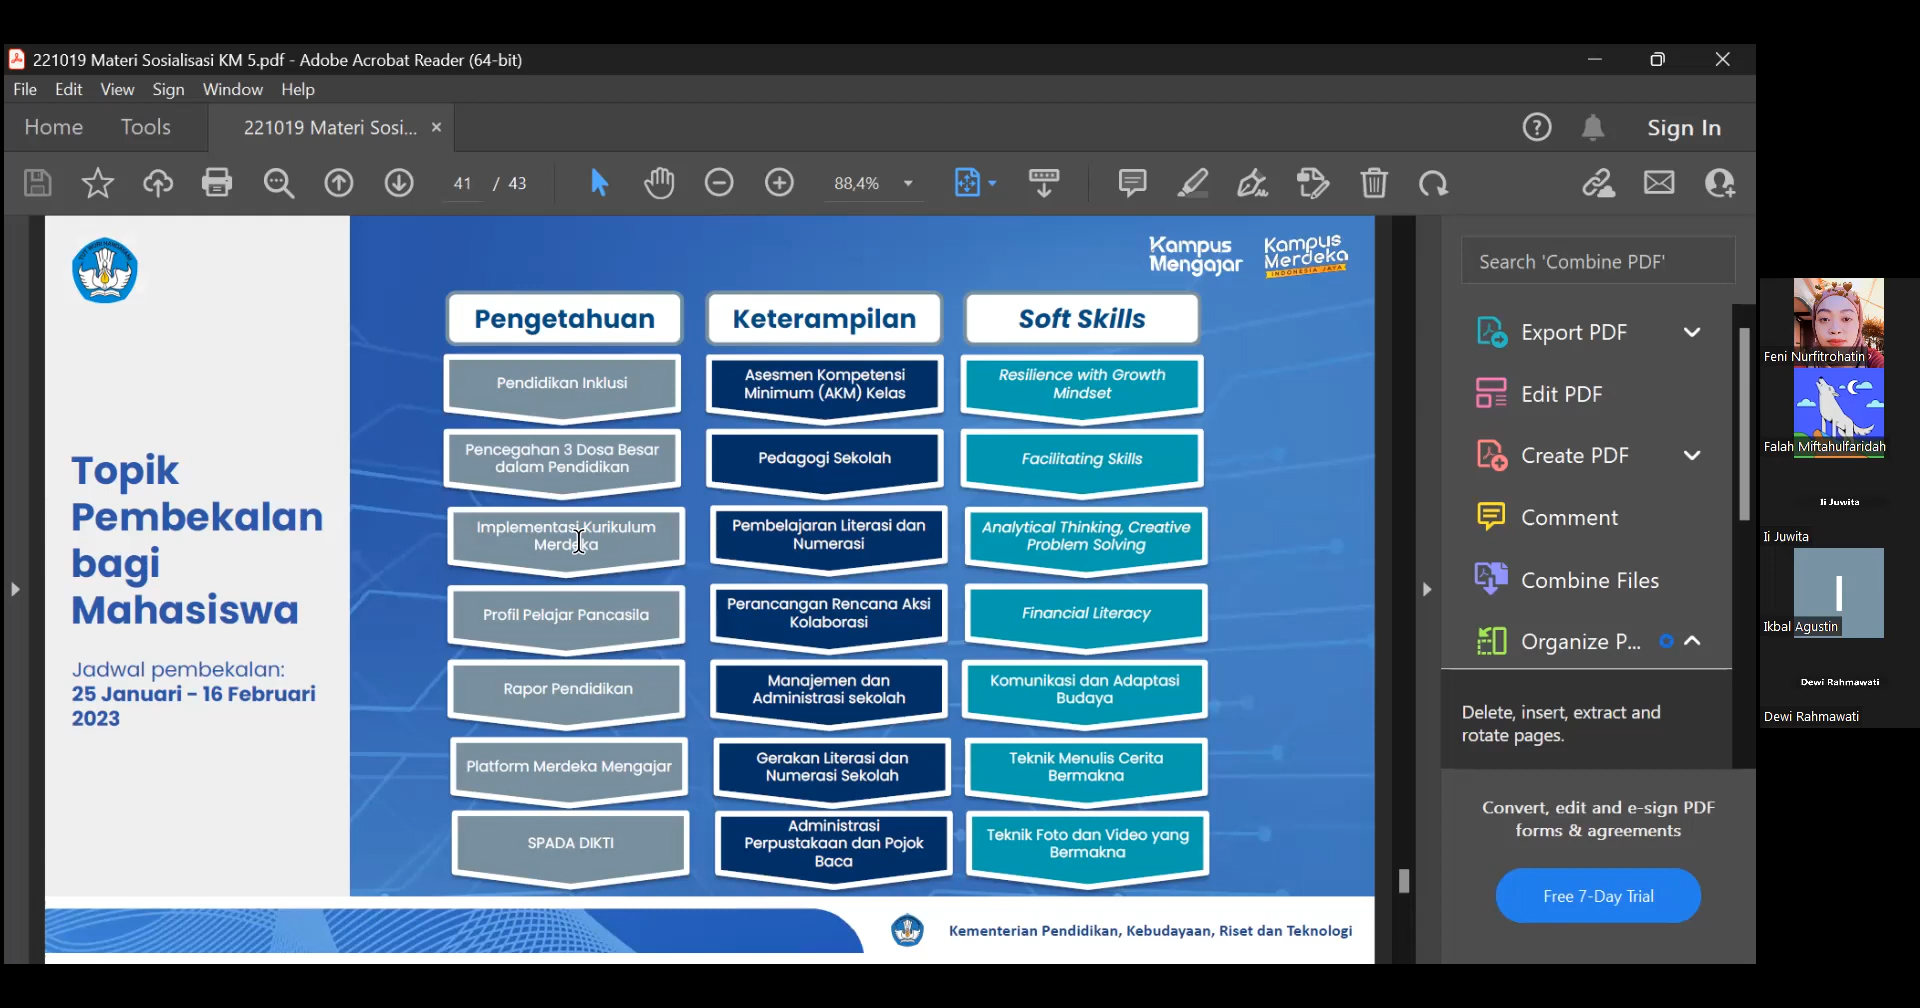 221019 Materi Sosialisasi KM 5.pdf - Adobe Acrobat Reader (64-bit)
File Edit View Sign Window Help
Home Tools 221019 Materi Sosi... × Sign In
41 / 43 88,4%
Kampus Mengajar
Kampus Merdeka
INDONESIA JAYA
Topik
Pembekalan
bagi
Mahasiswa
Jadwal pembekalan:
25 Januari - 16 Februari
2023
Pengetahuan
Pendidikan Inklusi
Pencegahan 3 Dosa Besar
dalam Pendidikan
Implementasi Kurikulum
Merdeka
Profil Pelajar Pancasila
Rapor Pendidikan
Platform Merdeka Mengajar
SPADA DIKTI
Keterampilan
Asesmen Kompetensi
Minimum (AKM) Kelas
Pedagogi Sekolah
Pembelajaran Literasi dan
Numerasi
Perancangan Rencana Aksi
Kolaborasi
Manajemen dan
Administrasi sekolah
Gerakan Literasi dan
Numerasi Sekolah
Administrasi
Perpustakaan dan Pojok
Baca
Soft Skills
Resilience with Growth
Mindset
Facilitating Skills
Analytical Thinking, Creative
Problem Solving
Financial Literacy
Komunikasi dan Adaptasi
Budaya
Teknik Menulis Cerita
Bermakna
Teknik Foto dan Video yang
Bermakna
Kementerian Pendidikan, Kebudayaan, Riset dan Teknologi
Search 'Combine PDF'
Export PDF
Edit PDF
Create PDF
Comment
Combine Files
Organize P...
Delete, insert, extract and
rotate pages.
Convert, edit and e-sign PDF
forms & agreements
Free 7-Day Trial
Feni Nurfitrohatin
Falah Miftahulfaridah
Ii Juwita
Ii Juwita
I
Ikbal Agustin
Dewi Rahmawati
Dewi Rahmawati